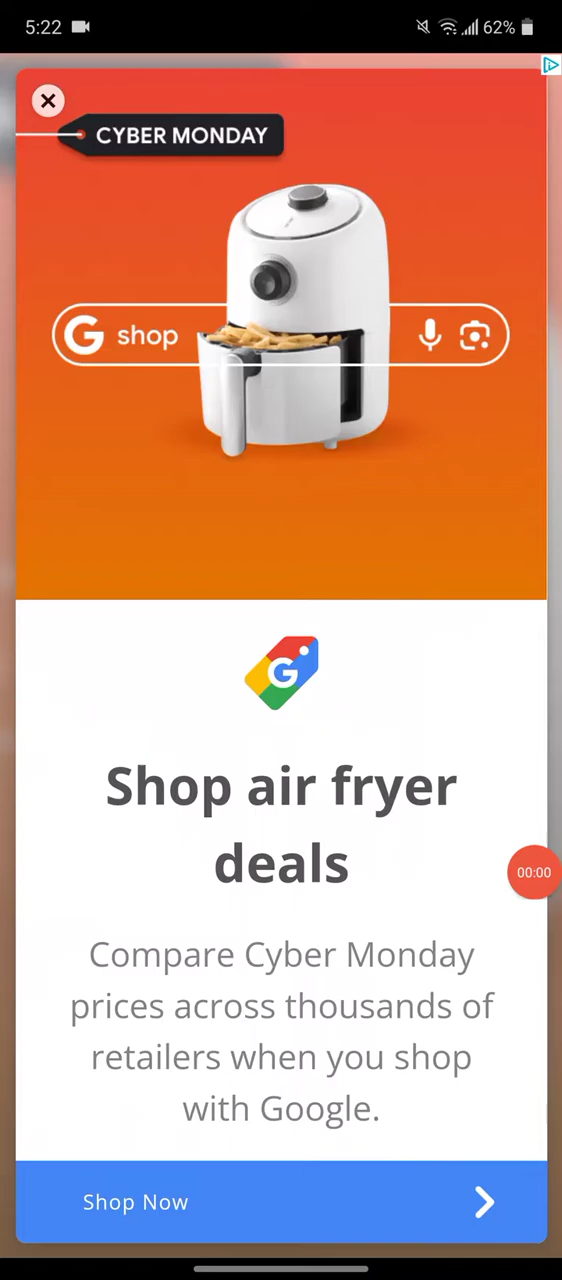 5:22
62%
CYBER MONDAY
G shop
G
Shop air fryer
deals
00:00
Compare Cyber Monday
prices across thousands of
retailers when you shop
with Google.
Shop Now